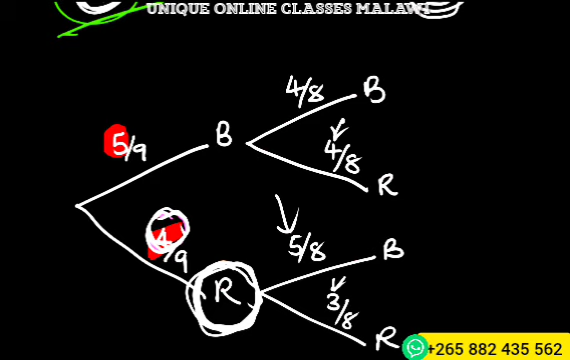 UNIQUE ONLINE CLASSES MALAWI
4/8 B
5/9 B
4/8 R
4/9
5/8 B
R
3/8 R
+265 882 435 562